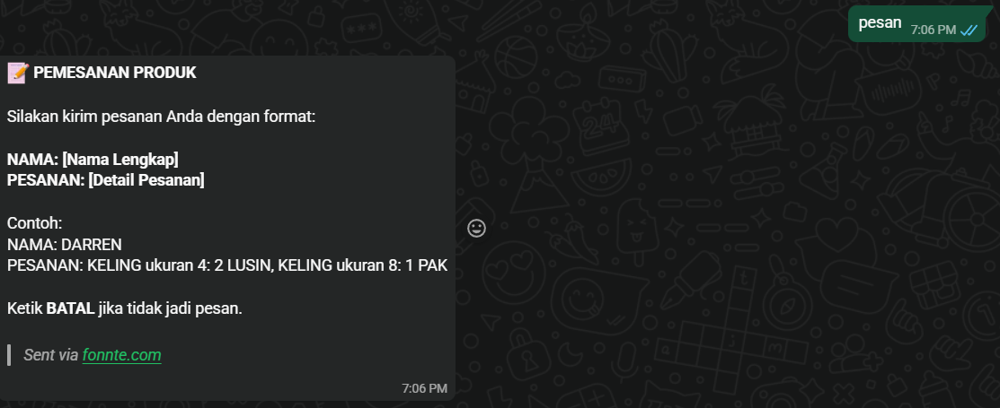 pesan
7:06 PM
📝 PEMESANAN PRODUK
Silakan kirim pesanan Anda dengan format:
NAMA: [Nama Lengkap]
PESANAN: [Detail Pesanan]
Contoh:
NAMA: DARREN
PESANAN: KELING ukuran 4: 2 LUSIN, KELING ukuran 8: 1 PAK
Ketik BATAL jika tidak jadi pesan.
Sent via fonnte.com
7:06 PM